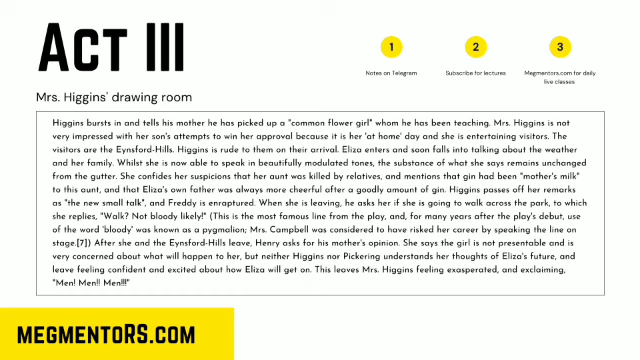 ACT III
1
2
3
Notes on Telegram
Subscribe for lectures
Megmentors.com for daily
live classes
Mrs. Higgins' drawing room
Higgins bursts in and tells his mother he has picked up a "common flower girl" whom he has been teaching. Mrs. Higgins is not
very impressed with her son's attempts to win her approval because it is her 'at home' day and she is entertaining visitors. The
visitors are the Eynsford-Hills. Higgins is rude to them on their arrival. Eliza enters and soon falls into talking about the weather
and her family. Whilst she is now able to speak in beautifully modulated tones, the substance of what she says remains unchanged
from the gutter. She confides her suspicions that her aunt was killed by relatives, and mentions that gin had been "mother's milk"
to this aunt, and that Eliza's own father was always more cheerful after a goodly amount of gin. Higgins passes off her remarks
as "the new small talk", and Freddy is enraptured. When she is leaving, he asks her if she is going to walk across the park, to which
she replies, "Walk? Not bloody likely!" (This is the most famous line from the play, and, for many years after the play's debut, use
of the word 'bloody' was known as a pygmalion; Mrs. Campbell was considered to have risked her career by speaking the line on
stage.[7]) After she and the Eynsford-Hills leave, Henry asks for his mother's opinion. She says the girl is not presentable and is
very concerned about what will happen to her, but neither Higgins nor Pickering understands her thoughts of Eliza's future, and
leave feeling confident and excited about how Eliza will get on. This leaves Mrs. Higgins feeling exasperated, and exclaiming,
"Men! Men!! Men!!!"
MEGMENTORS.COM